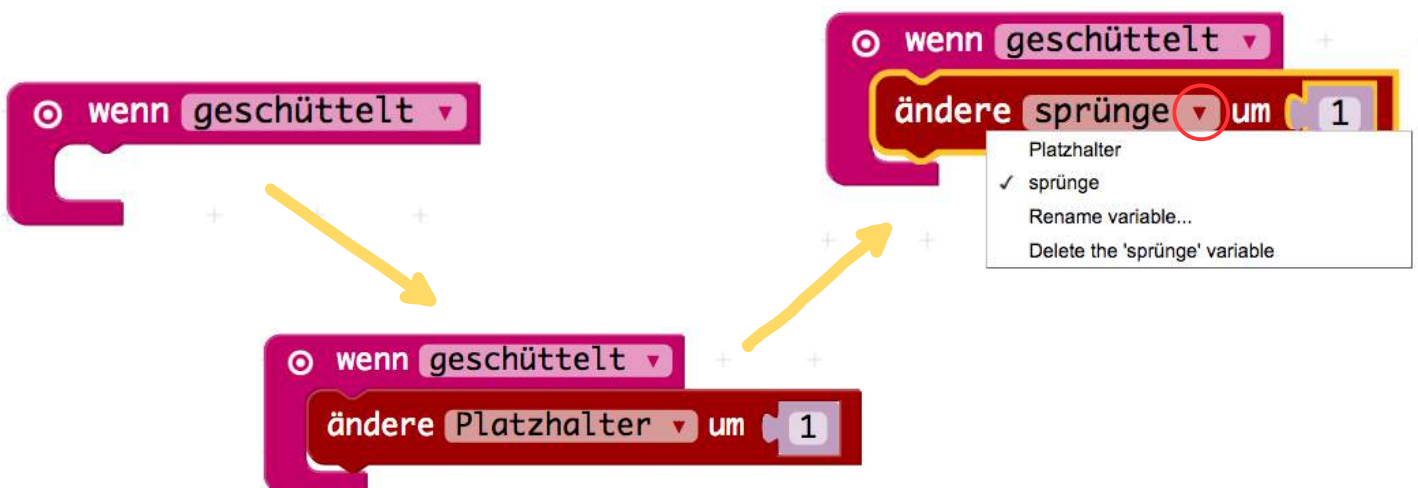 wenn geschüttelt
wenn geschüttelt
ändere Platzhalter um 1
wenn geschüttelt
ändere sprünge um 1
Platzhalter
✓ sprünge
Rename variable...
Delete the 'sprünge' variable